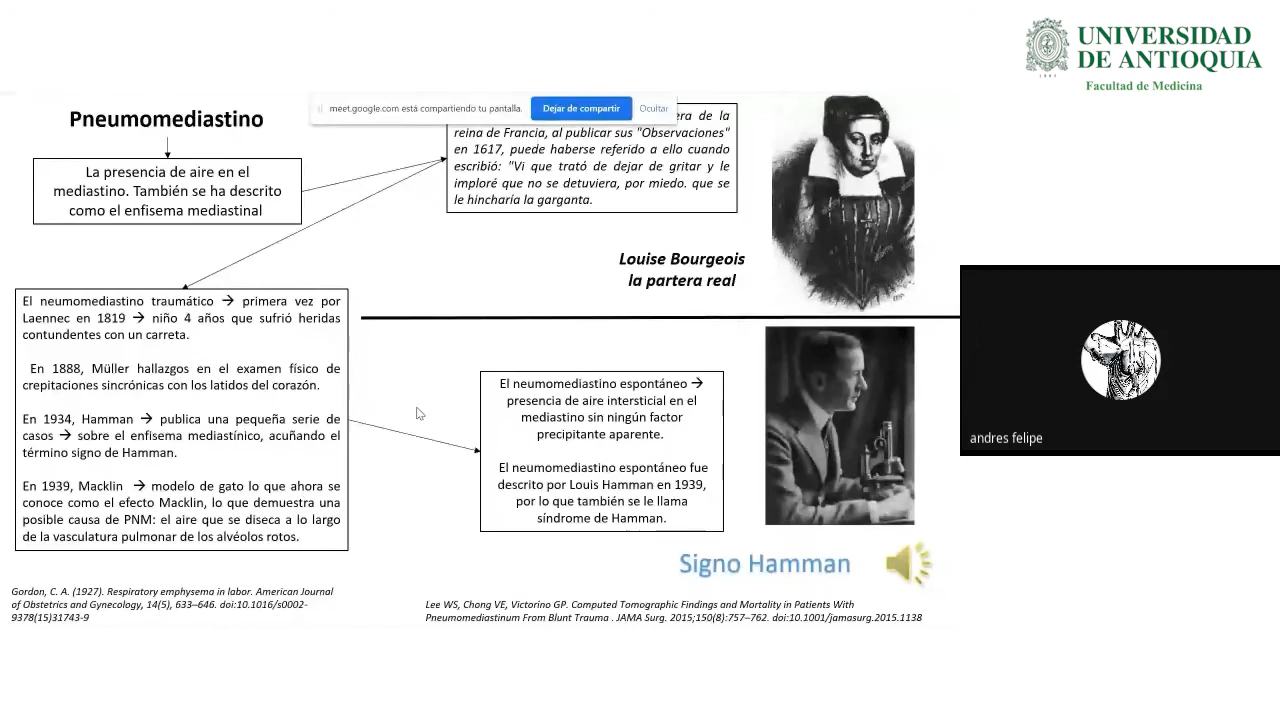 UNIVERSIDAD
DE ANTIOQUIA
1803
Facultad de Medicina
meet.google.com está compartiendo tu pantalla.
Dejar de compartir
Ocultar
Pneumomediastino
La presencia de aire en el
mediastino. También se ha descrito
como el enfisema mediastinal
era de la
reina de Francia, al publicar sus "Observaciones"
en 1617, puede haberse referido a ello cuando
escribió: "Vi que trató de dejar de gritar y le
imploré que no se detuviera, por miedo. que se
le hincharía la garganta.
Louise Bourgeois
la partera real
El neumomediastino traumático → primera vez por
Laennec en 1819 → niño 4 años que sufrió heridas
contundentes con un carreta.
En 1888, Müller hallazgos en el examen físico de
crepitaciones sincrónicas con los latidos del corazón.
En 1934, Hamman → publica una pequeña serie de
casos → sobre el enfisema mediastínico, acuñando el
término signo de Hamman.
En 1939, Macklin → modelo de gato lo que ahora se
conoce como el efecto Macklin, lo que demuestra una
posible causa de PNM: el aire que se diseca a lo largo
de la vasculatura pulmonar de los alvéolos rotos.
El neumomediastino espontáneo →
presencia de aire intersticial en el
mediastino sin ningún factor
precipitante aparente.
El neumomediastino espontáneo fue
descrito por Louis Hamman en 1939,
por lo que también se le llama
síndrome de Hamman.
Signo Hamman
Gordon, C. A. (1927). Respiratory emphysema in labor. American Journal
of Obstetrics and Gynecology, 14(5), 633–646. doi:10.1016/s0002-
9378(15)31743-9
Lee WS, Chong VE, Victorino GP. Computed Tomographic Findings and Mortality in Patients With
Pneumomediastinum From Blunt Trauma . JAMA Surg. 2015;150(8):757–762. doi:10.1001/jamasurg.2015.1138
andres felipe